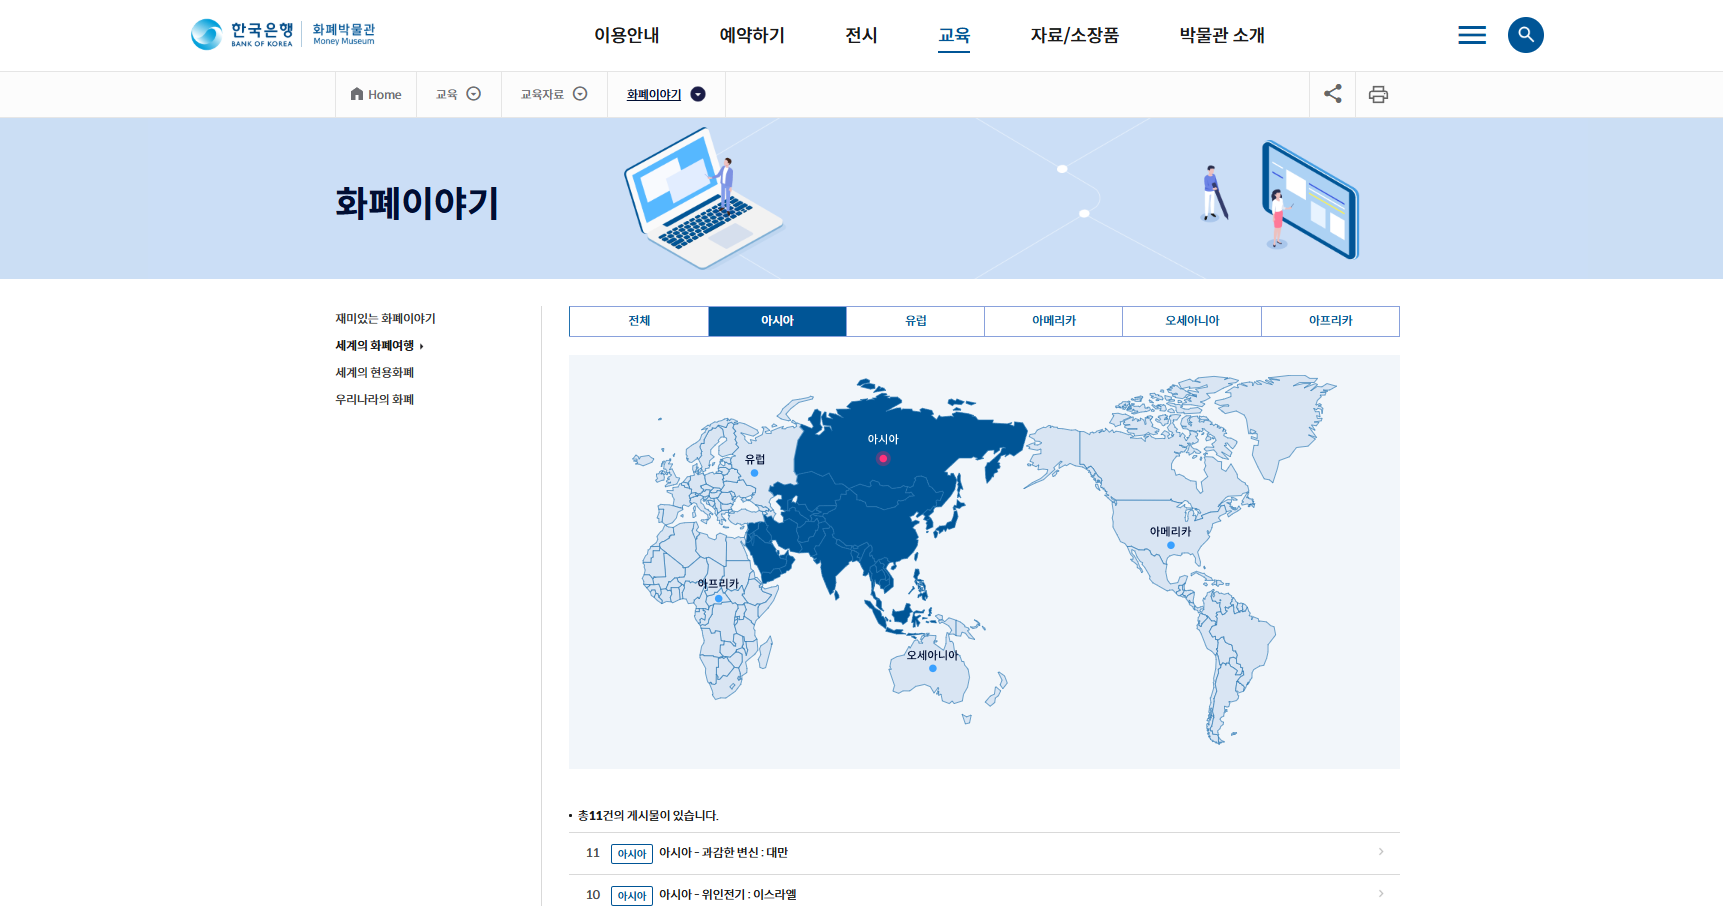 한국은행 화폐박물관
BANK OF KOREA Money Museum
이용안내 예약하기 전시 교육 자료/소장품 박물관 소개
Home 교육 교육자료 화폐이야기
화폐이야기
재미있는 화폐이야기
세계의 화폐여행
세계의 현용화폐
우리나라의 화폐
전체 아시아 유럽 아메리카 오세아니아 아프리카
아시아
유럽
아메리카
아프리카
오세아니아
총11건의 게시물이 있습니다.
11 아시아 아시아 - 과감한 변신 : 대만
10 아시아 아시아 - 위인전기 : 이스라엘